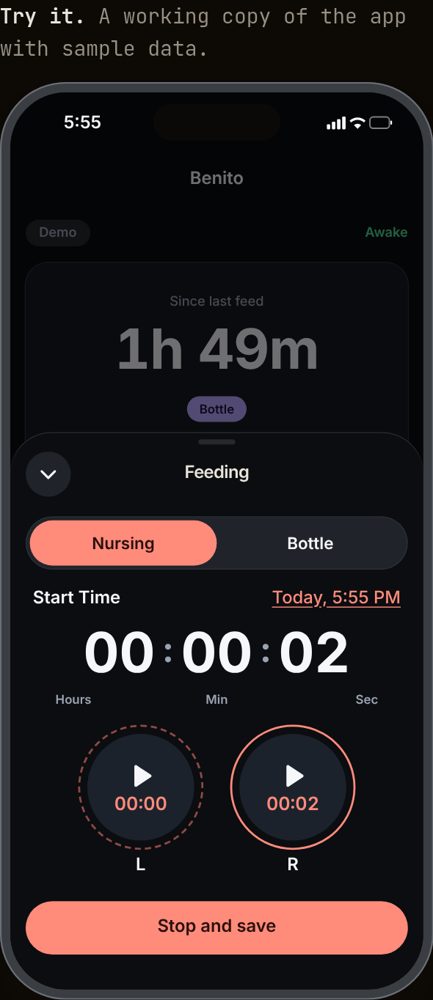 Try it. A working copy of the app
with sample data.
5:55
Benito
Demo
Awake
Since last feed
1h 49m
Bottle
Feeding
Nursing
Bottle
Start Time
Today, 5:55 PM
00:00:02
Hours
Min
Sec
00:00
00:02
L
R
Stop and save